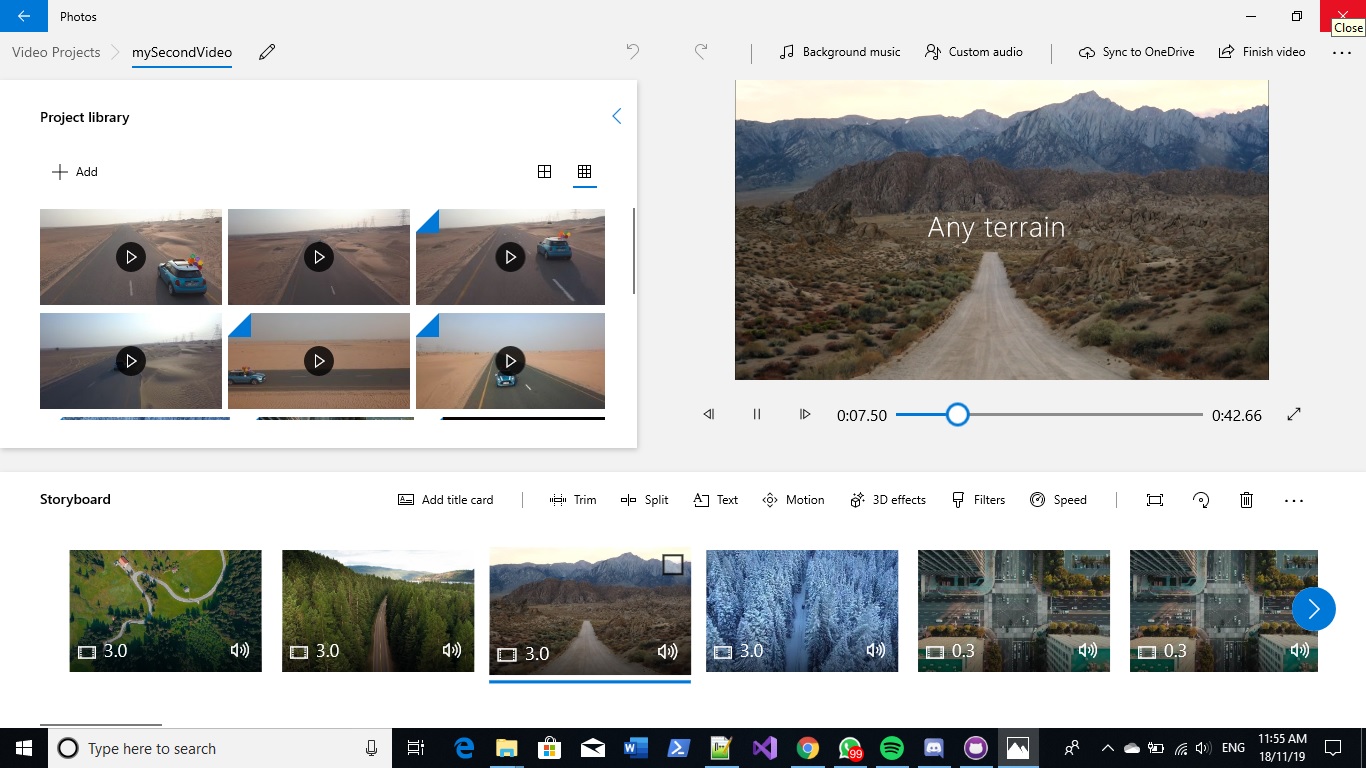 Photos
Close
Video Projects
mySecondVideo
Background music
Custom audio
Sync to OneDrive
Finish video
Project library
Add
Any terrain
0:07.50
0:42.66
Storyboard
Add title card
Trim
Split
Text
Motion
3D effects
Filters
Speed
3.0
3.0
3.0
3.0
0.3
0.3
Type here to search
99
ENG
11:55 AM
18/11/19